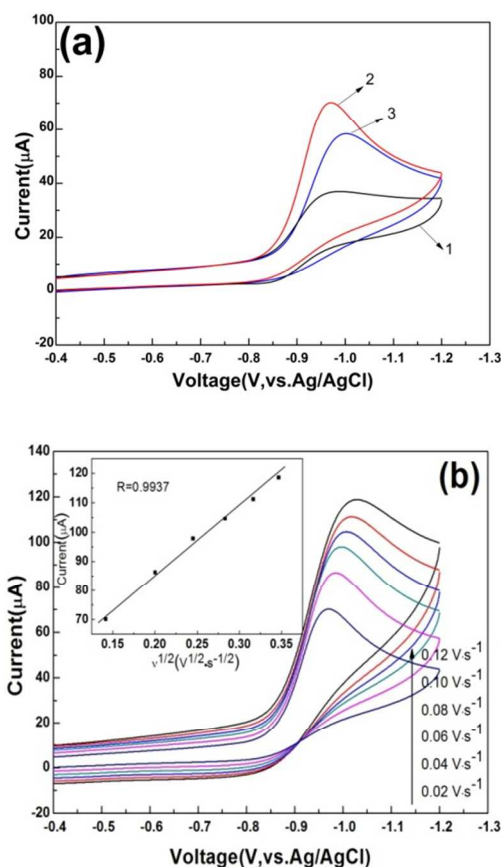 (a)
100
80
60
40
20
0
-20
Current(μA)
2
3
1
-0.4 -0.5 -0.6 -0.7 -0.8 -0.9 -1.0 -1.1 -1.2 -1.3
Voltage(V,vs.Ag/AgCl)
(b)
140
120
100
80
60
40
20
0
-20
Current(μA)
R=0.9937
120
110
100
90
80
70
Current(μA)
0.15 0.20 0.25 0.30 0.35
v1/2(V1/2.s-1/2)
0.12 V·s-1
0.10 V·s-1
0.08 V·s-1
0.06 V·s-1
0.04 V·s-1
0.02 V·s-1
-0.4 -0.5 -0.6 -0.7 -0.8 -0.9 -1.0 -1.1 -1.2 -1.3
Voltage(V,vs.Ag/AgCl)